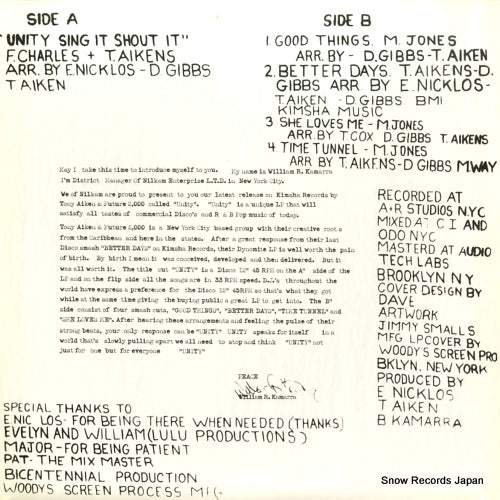 SIDE A
"UNITY SING IT SHOUT IT"
F. CHARLES + T. AIKENS
ARR. BY E. NICKLOS - D GIBBS
T AIKEN
SIDE B
1. GOOD THINGS. M. JONES
ARR. BY - D. GIBBS-T. AIKEN
2. BETTER DAYS. T. AIKENS-D.
GIBBS ARR BY E. NICKLOS-
T. AIKEN - D GIBBS BMI
KIMSHA MUSIC
3 SHE LOVES ME - M. JONES
ARR BY T COX D. GIBBS T AIKENS
4 TIME TUNNEL - M. JONES
ARR BY T. AIKENS-D GIBBS M. WAY
May I take this time to introduce myself to you. My name is William R. Kamarra
I'm District Manager Of Nilkam Enterprise L.T.D. in New York City.
We of Nilkam are proud to present to you our latest release on Kimsha Records by
Tony Aiken & Future 2,000 called "Unity". "Unity" is a unique LP that will
satisfy all tastes of commercial Disco's and R & B Pop music of today.
Tony Aiken & Future 2,000 is a New York City based group with their creative roots
from the Caribbean and here in the states. After a great response from their last
Disco smash "BETTER DAYS" on Kimsha Records, their Dynomite LP is well worth the pain
of birth. By birth I mean it was conceived, developed and then delivered. But it
was all worth it. The title cut "UNITY" is a Disco 12" 45 RPM on the A" side of the
LP and on the flip side all the songs are in 33 RPM speed. D.J.'s throughout the
world have express a preference for the Disco 12" 45RPM so that's what they got
while at the same time giving the buying public a great LP to get into. The B"
side consist of four smash cuts, "GOOD THINGS", "BETTER DAYS", "TIME TUNNEL" and
"SHE LOVES ME". After hearing these arrangements and feeling the pulse of their
strong beats, your only response can be "UNITY" UNITY speaks for itself in a
world that's slowly pulling apart we all need to stop and think "UNITY" not
just for one but for everyone "UNITY"
PEACE
William R. Kamarra
RECORDED AT
A+R STUDIOS NYC
MIXED AT C I AND
ODO NYC
MASTERD AT AUDIO
TECH LABS
BROOKLYN NY
COVER DESIGN BY
DAVE
ARTWORK
JIMMY SMALLS
MFG LP COVER BY
WOODY'S SCREEN PRO
BKLYN. NEW YORK
PRODUCED BY
E NICKLOS
T AIKEN
B KAMARRA
SPECIAL THANKS TO
E NIC LOS- FOR BEING THERE WHEN NEEDED (THANKS)
EVELYN AND WILLIAM (LULU PRODUCTIONS)
MAJOR - FOR BEING PATIENT
PAT- THE MIX MASTER
BICENTENNIAL PRODUCTION
WOODYS SCREEN PROCESS MFG-
Snow Records Japan